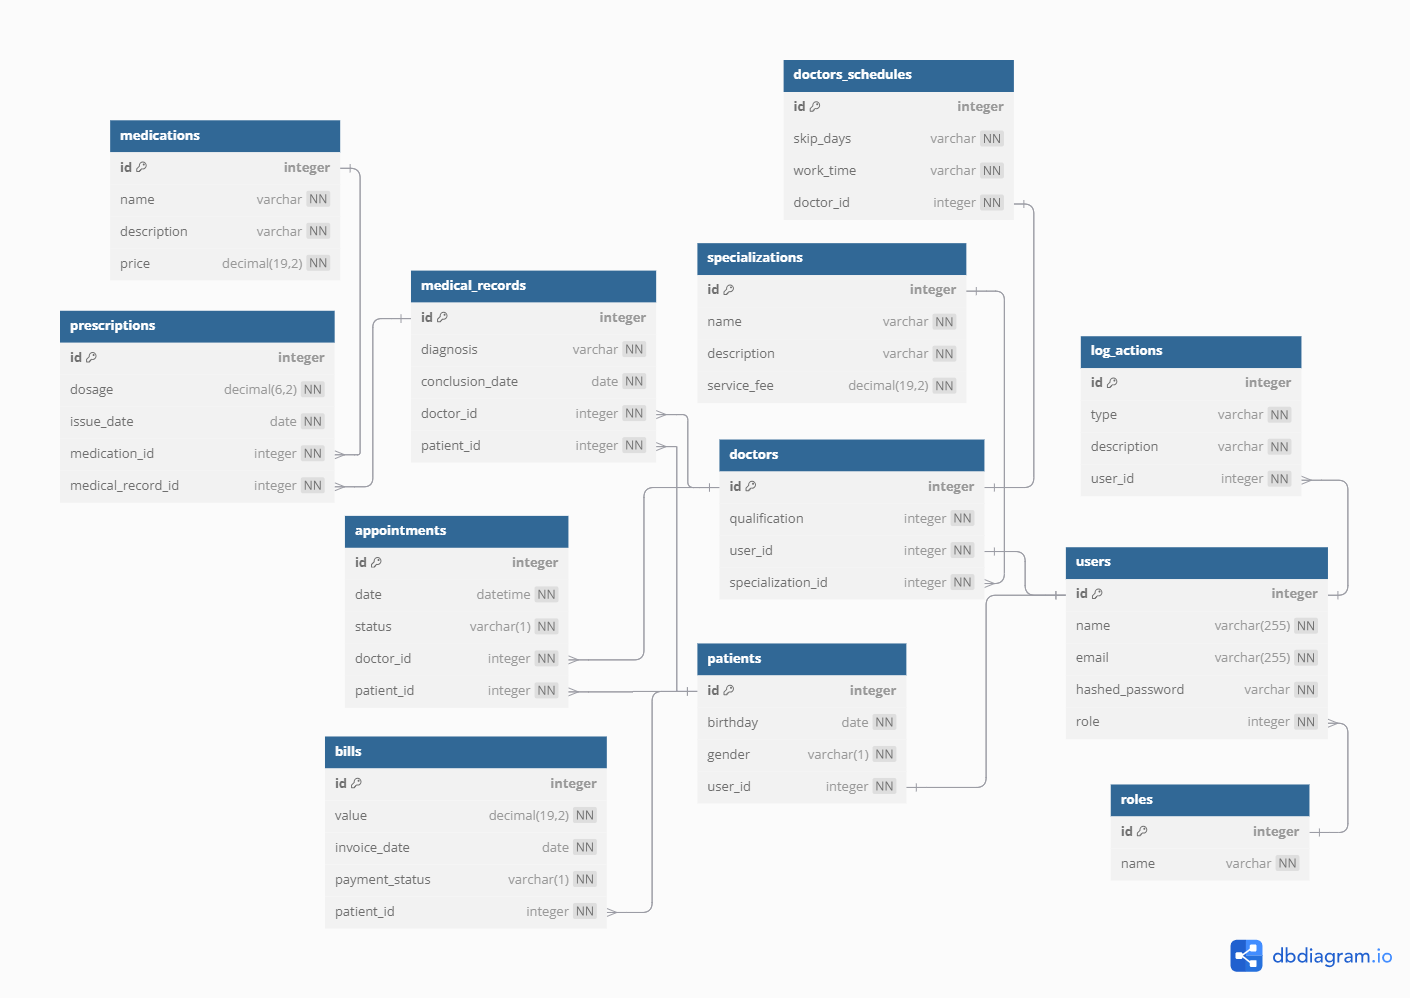 doctors_schedules
id integer
skip_days varchar NN
work_time varchar NN
doctor_id integer NN
medications
id integer
name varchar NN
description varchar NN
price decimal(19,2) NN
specializations
id integer
name varchar NN
description varchar NN
service_fee decimal(19,2) NN
medical_records
id integer
diagnosis varchar NN
conclusion_date date NN
doctor_id integer NN
patient_id integer NN
prescriptions
id integer
dosage decimal(6,2) NN
issue_date date NN
medication_id integer NN
medical_record_id integer NN
log_actions
id integer
type varchar NN
description varchar NN
user_id integer NN
doctors
id integer
qualification integer NN
user_id integer NN
specialization_id integer NN
appointments
id integer
date datetime NN
status varchar(1) NN
doctor_id integer NN
patient_id integer NN
users
id integer
name varchar(255) NN
email varchar(255) NN
hashed_password varchar NN
role integer NN
patients
id integer
birthday date NN
gender varchar(1) NN
user_id integer NN
bills
id integer
value decimal(19,2) NN
invoice_date date NN
payment_status varchar(1) NN
patient_id integer NN
roles
id integer
name varchar NN
dbdiagram.io